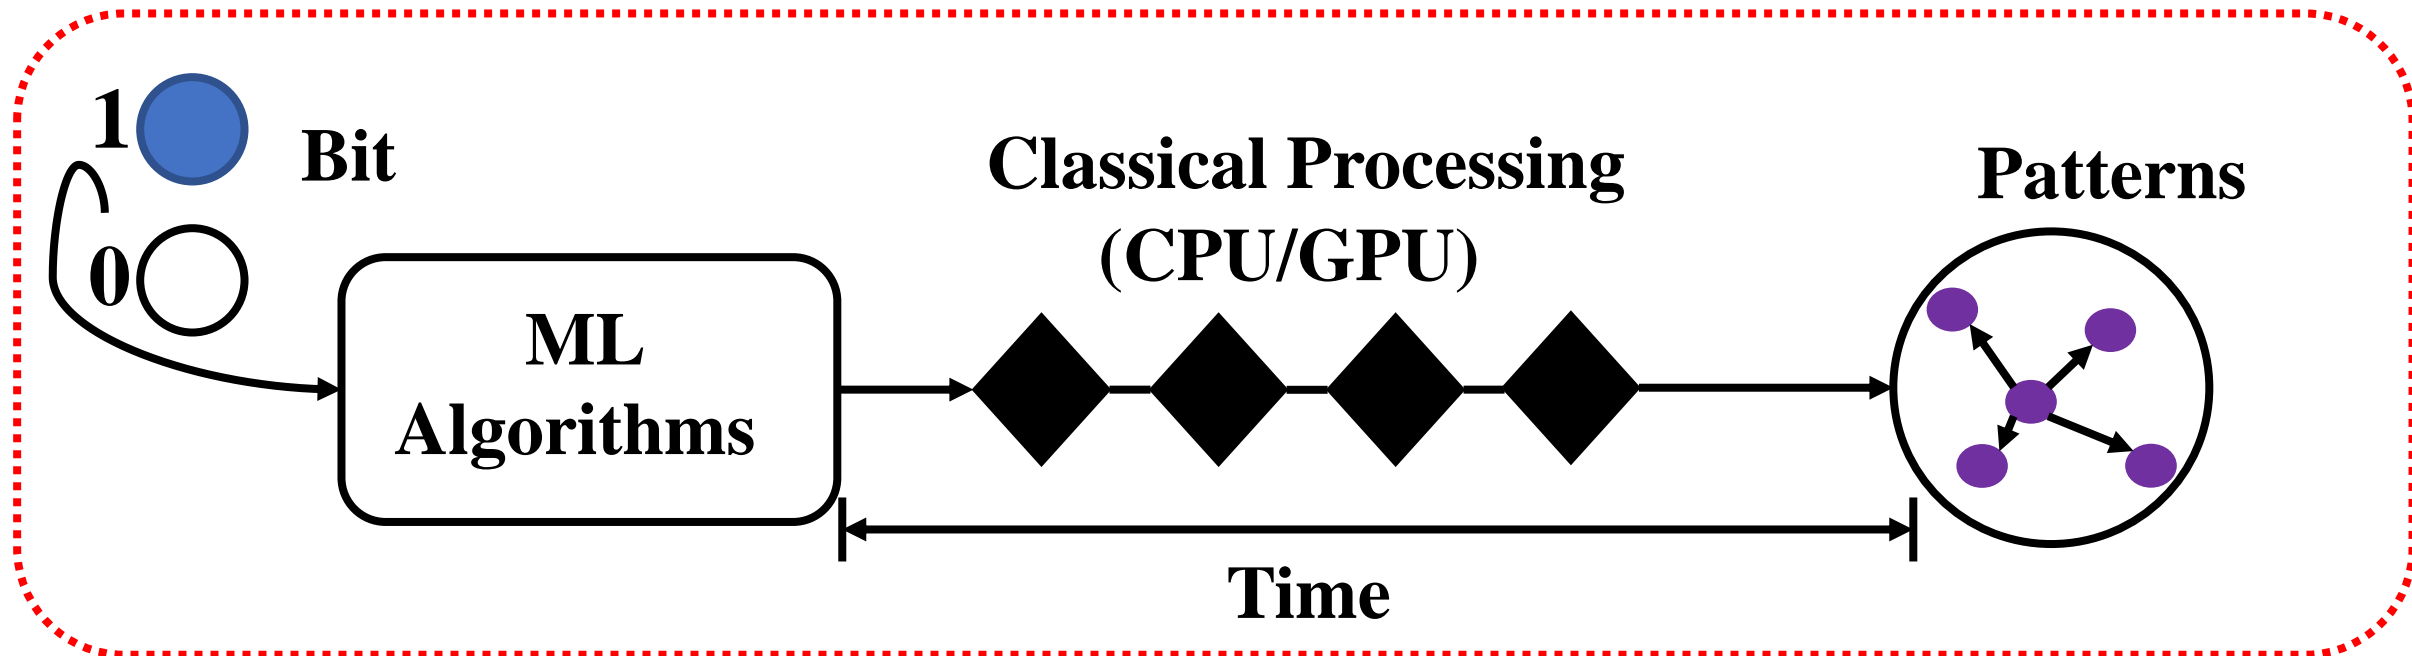 1
Bit
0
ML
Algorithms
Classical Processing
(CPU/GPU)
Patterns
Time